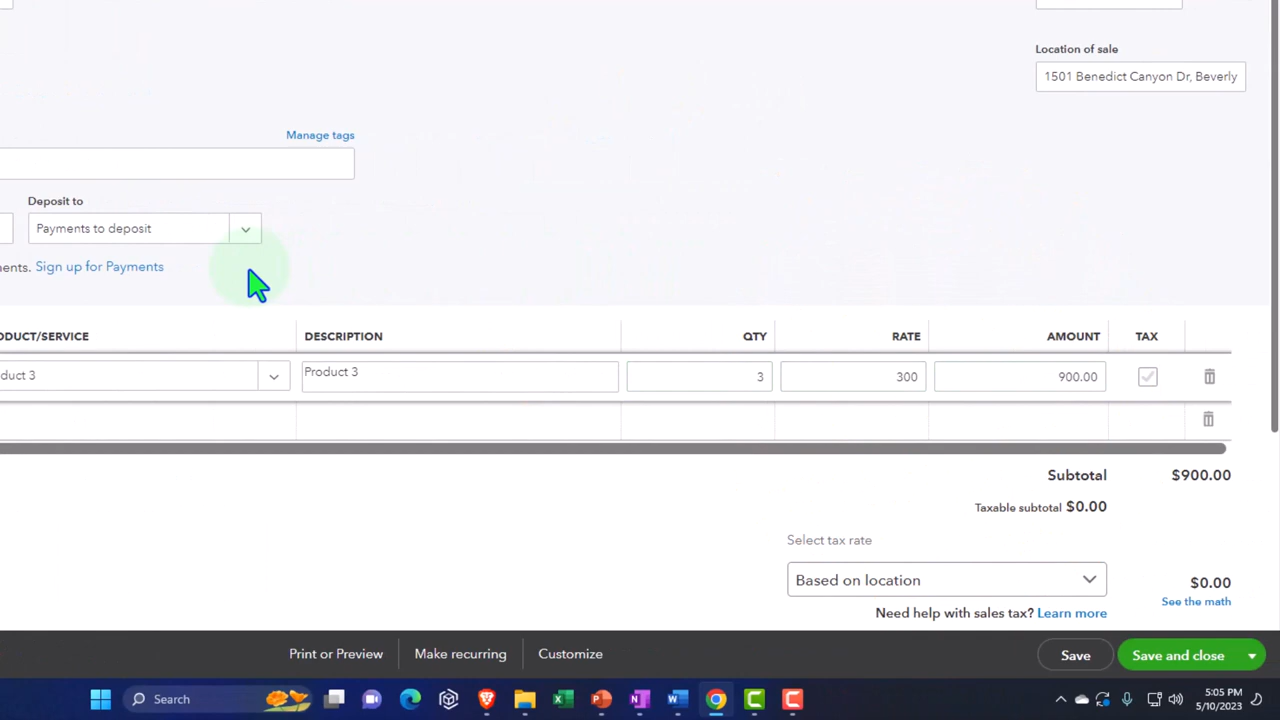 Location of sale
1501 Benedict Canyon Dr, Beverly
Manage tags
Deposit to
Payments to deposit
ents. Sign up for Payments
ODUCT/SERVICE DESCRIPTION QTY RATE AMOUNT TAX
duct 3 Product 3 3 300 900.00
Subtotal $900.00
Taxable subtotal $0.00
Select tax rate
Based on location $0.00
See the math
Need help with sales tax? Learn more
Print or Preview Make recurring Customize Save Save and close
Search 5:05 PM
5/10/2023